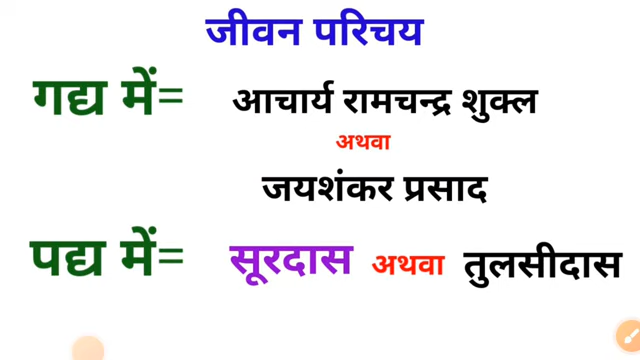 जीवन परिचय
गद्य में= आचार्य रामचन्द्र शुक्ल
अथवा
जयशंकर प्रसाद
पद्य में= सूरदास अथवा तुलसीदास